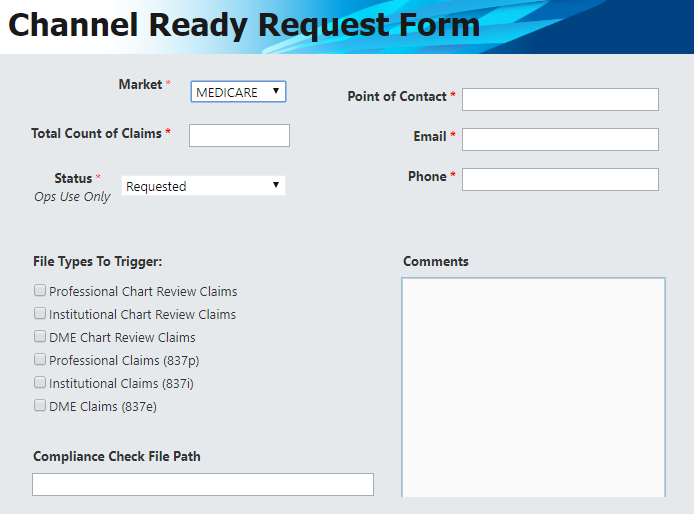 Channel Ready Request Form
Market *
MEDICARE
Point of Contact *
Total Count of Claims *
Email *
Status *
Ops Use Only
Requested
Phone *
File Types To Trigger:
Professional Chart Review Claims
Institutional Chart Review Claims
DME Chart Review Claims
Professional Claims (837p)
Institutional Claims (837i)
DME Claims (837e)
Comments
Compliance Check File Path